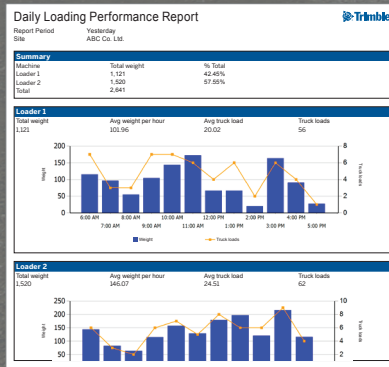 Daily Loading Performance Report
Trimble
Report Period Yesterday
Site ABC Co. Ltd.
Summary
Machine Total weight % Total
Loader 1 1,121 42.45%
Loader 2 1,520 57.55%
Total 2,641
Loader 1
Total weight Avg weight per hour Avg truck load Truck loads
1,121 101.96 20.02 56
200 8
150 6
100 4
50 2
0 0
Weight
Truck loads
6:00 AM 8:00 AM 10:00 AM 12:00 PM 2:00 PM 4:00 PM
7:00 AM 9:00 AM 11:00 AM 1:00 PM 3:00 PM 5:00 PM
Weight Truck loads
Loader 2
Total weight Avg weight per hour Avg truck load Truck loads
1,520 146.07 24.51 62
250 10
200 8
150 6
100 4
50 2
Weight
Truck loads